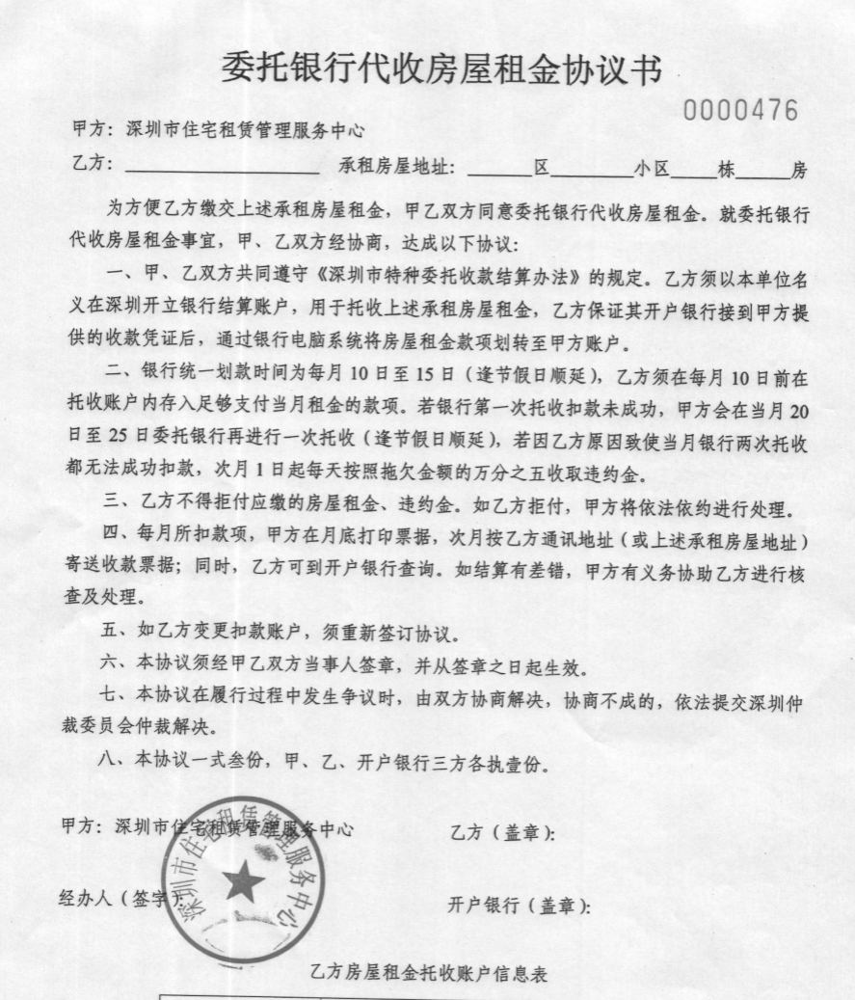 委托银行代收房屋租金协议书
0000476
甲方：深圳市住宅租赁管理服务中心
乙方：____________________ 承租房屋地址：_______区_________小区_____栋______房
为方便乙方缴交上述承租房屋租金，甲乙双方同意委托银行代收房屋租金。就委托银行
代收房屋租金事宜，甲、乙双方经协商，达成以下协议：
一、甲、乙双方共同遵守《深圳市特种委托收款结算办法》的规定。乙方须以本单位名
义在深圳开立银行结算账户，用于托收上述承租房屋租金，乙方保证其开户银行接到甲方提
供的收款凭证后，通过银行电脑系统将房屋租金款项划转至甲方账户。
二、银行统一划款时间为每月 10 日至 15 日（逢节假日顺延），乙方须在每月 10 日前在
托收账户内存入足够支付当月租金的款项。若银行第一次托收扣款未成功，甲方会在当月 20
日至 25 日委托银行再进行一次托收（逢节假日顺延），若因乙方原因致使当月银行两次托收
都无法成功扣款，次月 1 日起每天按照拖欠金额的万分之五收取违约金。
三、乙方不得拒付应缴的房屋租金、违约金。如乙方拒付，甲方将依法依约进行处理。
四、每月所扣款项，甲方在月底打印票据，次月按乙方通讯地址（或上述承租房屋地址）
寄送收款票据；同时，乙方可到开户银行查询。如结算有差错，甲方有义务协助乙方进行核
查及处理。
五、如乙方变更扣款账户，须重新签订协议。
六、本协议须经甲乙双方当事人签章，并从签章之日起生效。
七、本协议在履行过程中发生争议时，由双方协商解决，协商不成的，依法提交深圳仲
裁委员会仲裁解决。
八、本协议一式叁份，甲、乙、开户银行三方各执壹份。
甲方：深圳市住宅租赁管理服务中心 乙方（盖章）：
深圳市住宅租赁管理服务中心
经办人（签字）： 开户银行（盖章）：
乙方房屋租金托收账户信息表